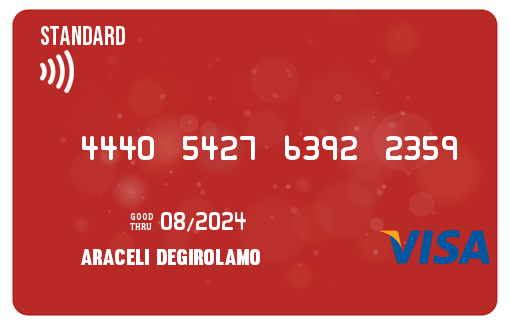 STANDARD
4440 5427 6392 2359
GOOD THRU 08/2024
ARACELI DEGIROLAMO
VISA